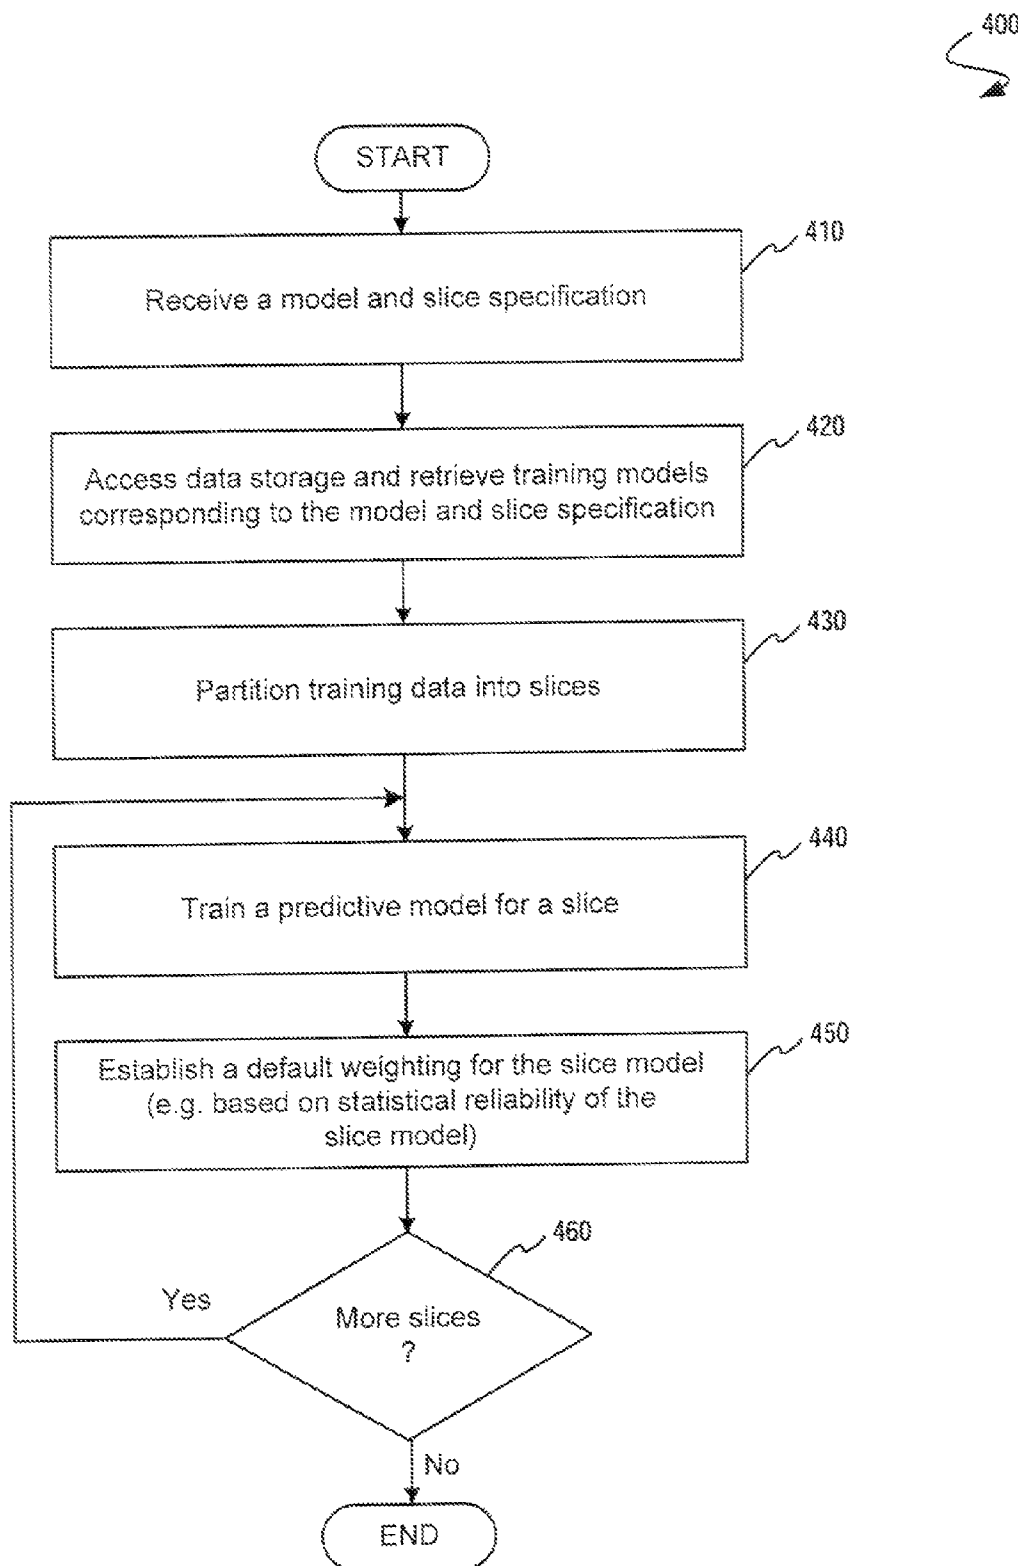 400
START
410
Receive a model and slice specification
420
Access data storage and retrieve training models
corresponding to the model and slice specification
430
Partition training data into slices
440
Train a predictive model for a slice
450
Establish a default weighting for the slice model
(e.g. based on statistical reliability of the
slice model)
460
Yes
More slices
?
No
END